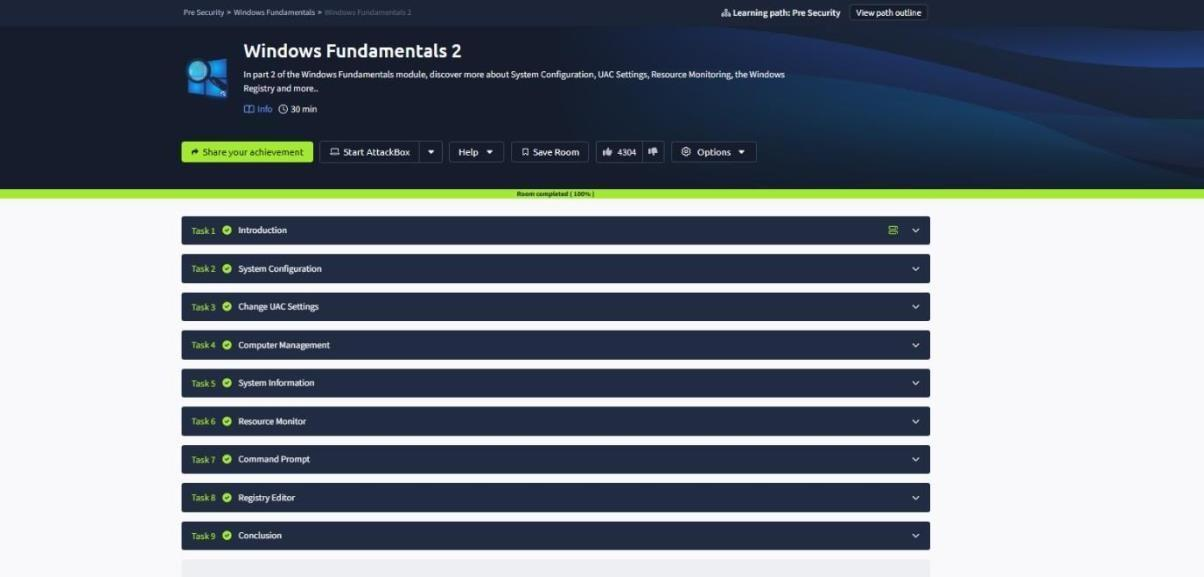 Pre Security > Windows Fundamentals > Windows Fundamentals 2
Learning path: Pre Security View path outline
Windows Fundamentals 2
In part 2 of the Windows Fundamentals module, discover more about System Configuration, UAC Settings, Resource Monitoring, the Windows
Registry and more..
Info 30 min
Share your achievement Start AttackBox Help Save Room 4304 Options
Room completed ( 100% )
Task 1 Introduction
Task 2 System Configuration
Task 3 Change UAC Settings
Task 4 Computer Management
Task 5 System Information
Task 6 Resource Monitor
Task 7 Command Prompt
Task 8 Registry Editor
Task 9 Conclusion